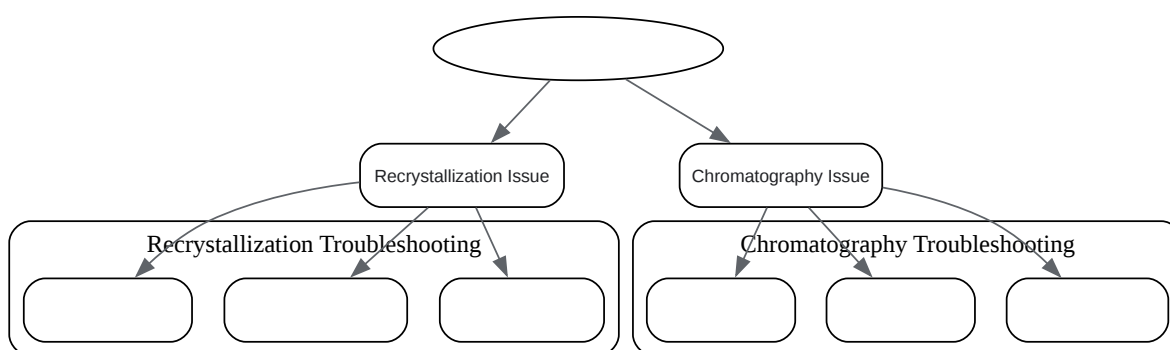 Recrystallization Issue
Chromatography Issue
Recrystallization Troubleshooting
Chromatography Troubleshooting